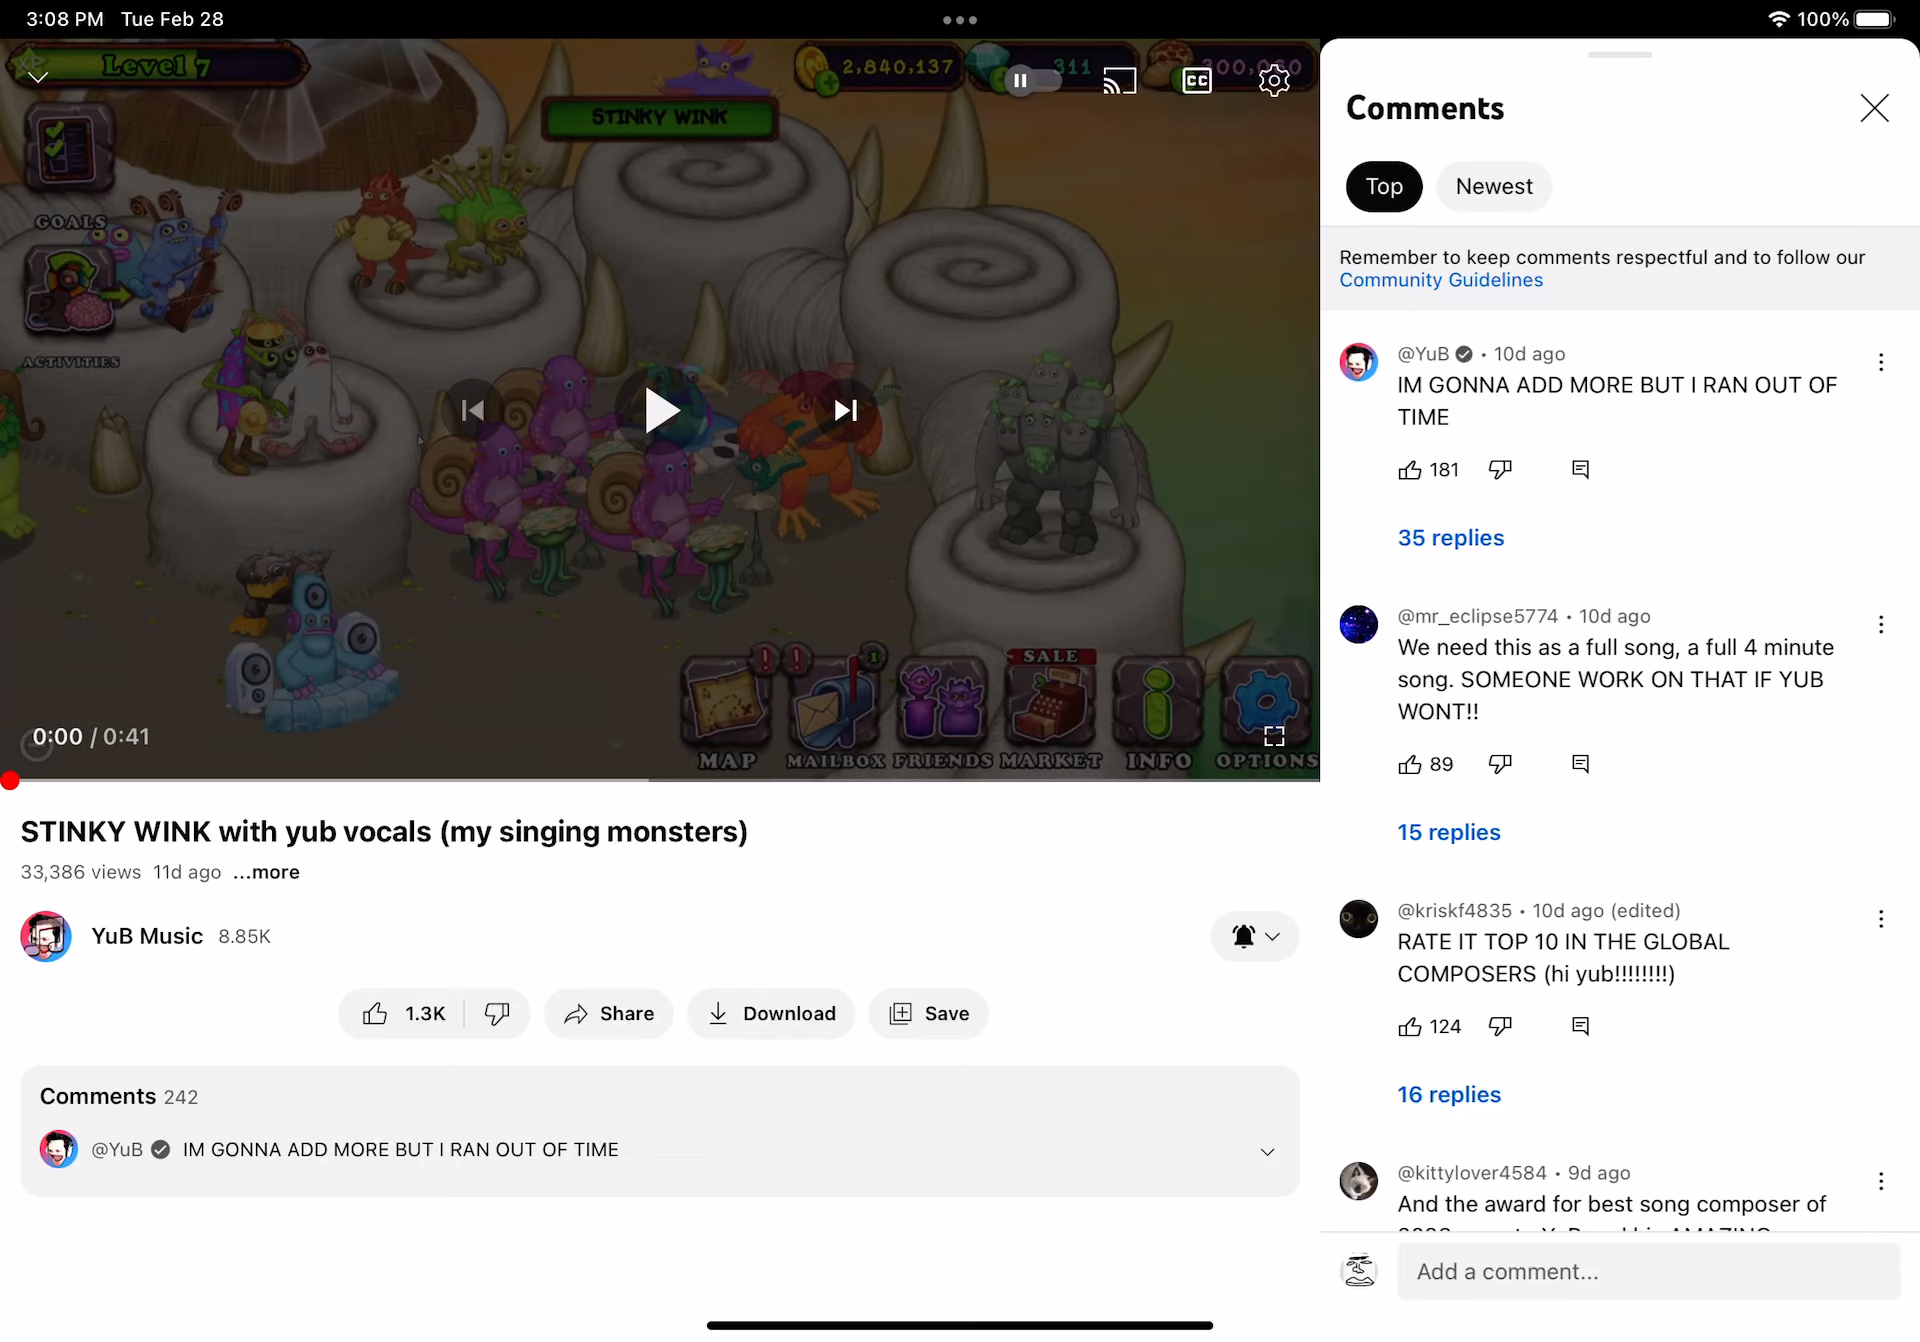 3:08 PM Tue Feb 28
100%
Level 7
2,840,137
311
300,000
CC
STINKY WINK
GOALS
2
ACTIVITIES
SALE
1
0:00 / 0:41
MAP MAILBOX FRIENDS MARKET INFO OPTIONS
STINKY WINK with yub vocals (my singing monsters)
33,386 views 11d ago ...more
YuB Music 8.85K
1.3K Share Download Save
Comments 242
@YuB IM GONNA ADD MORE BUT I RAN OUT OF TIME
Comments
Top Newest
Remember to keep comments respectful and to follow our
Community Guidelines
@YuB • 10d ago
IM GONNA ADD MORE BUT I RAN OUT OF
TIME
181
35 replies
@mr_eclipse5774 • 10d ago
We need this as a full song, a full 4 minute
song. SOMEONE WORK ON THAT IF YUB
WONT!!
89
15 replies
@kriskf4835 • 10d ago (edited)
RATE IT TOP 10 IN THE GLOBAL
COMPOSERS (hi yub!!!!!!!!)
124
16 replies
@kittylover4584 • 9d ago
And the award for best song composer of
Add a comment...